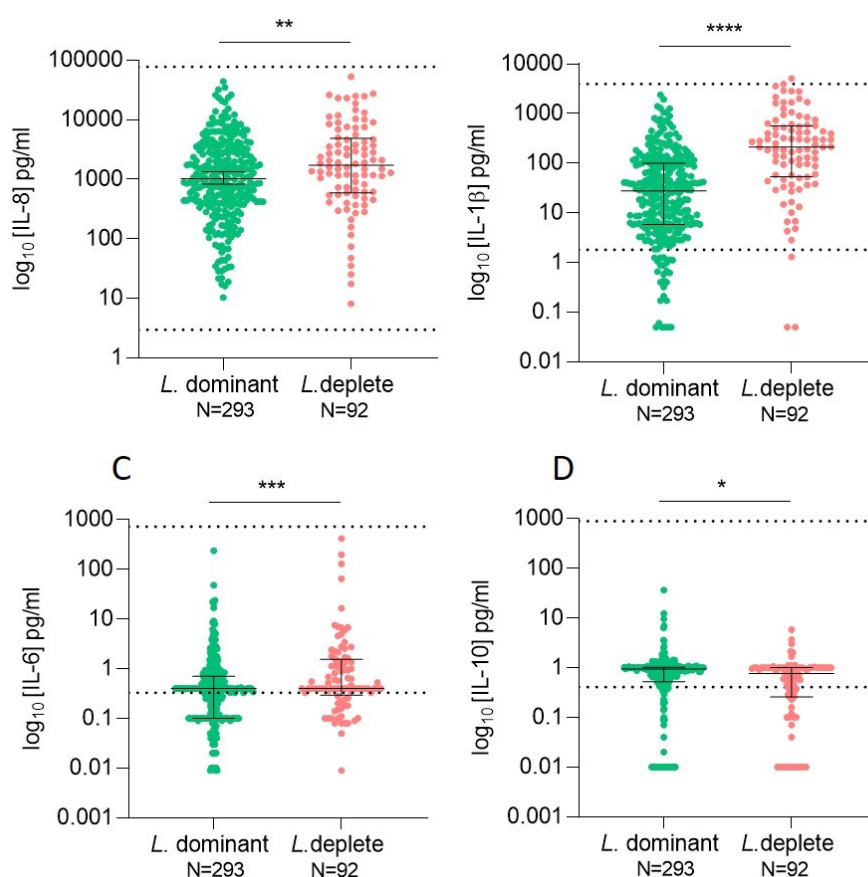 **
****
log10 [IL-8] pg/ml
100000
10000
1000
100
10
1
L. dominant
N=293
L.deplete
N=92
log10 [IL-1β] pg/ml
10000
1000
100
10
1
0.1
0.01
L. dominant
N=293
L.deplete
N=92
C
***
log10 [IL-6] pg/ml
1000
100
10
1
0.1
0.01
0.001
L. dominant
N=293
L.deplete
N=92
D
*
log10 [IL-10] pg/ml
1000
100
10
1
0.1
0.01
0.001
L. dominant
N=293
L.deplete
N=92